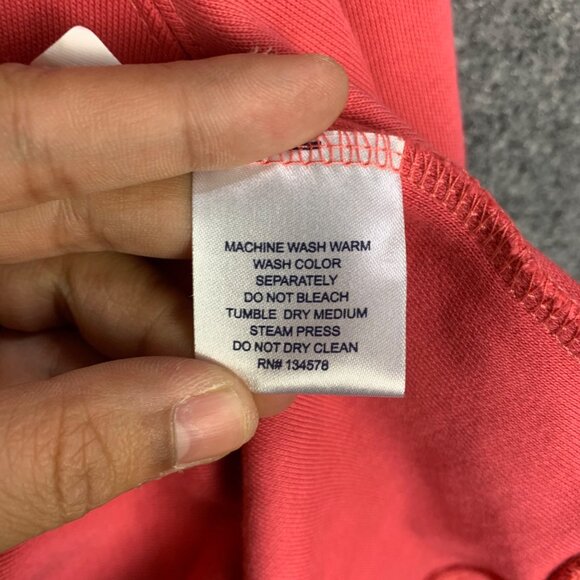 MACHINE WASH WARM
WASH COLOR
SEPARATELY
DO NOT BLEACH
TUMBLE DRY MEDIUM
STEAM PRESS
DO NOT DRY CLEAN
RN# 134578